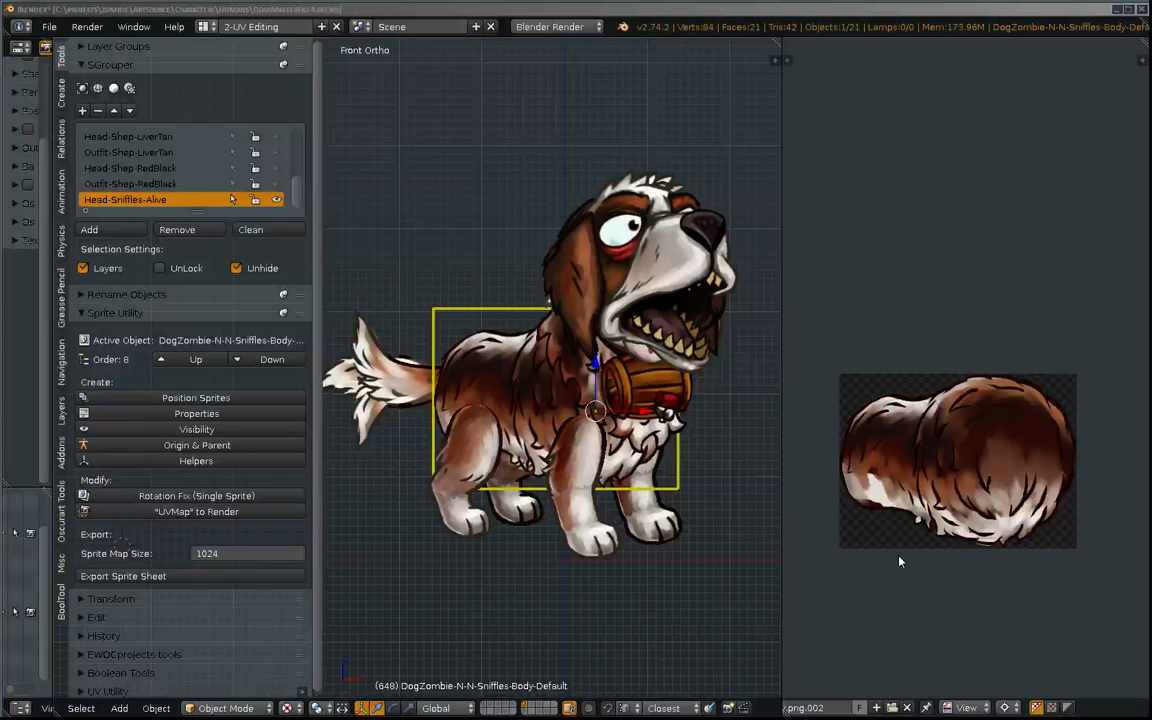 File Render Window Help 2-UV Editing Scene Blender Render v2.74.2 | Verts:84 | Faces:21 | Tris:42 | Objects:1/21 | Lamps:0/0 | Mem:173.96M | DogZombie-N-N-Sniffles-Body-Defa
Tools
Create
Relations
Animation
Physics
Grease Pencil
Navigation
Layers
Addons
Oscurart Tools
Misc
BoolTool
Layer Groups
SGrouper
Head-Shep-LiverTan
Outfit-Shep-LiverTan
Head-Shep-RedBlack
Outfit-Shep-RedBlack
Head-Sniffles-Alive
Add Remove Clean
Selection Settings:
Layers UnLock Unhide
Rename Objects
Sprite Utility
Active Object: DogZombie-N-N-Sniffles-Body-De...
Order: 8 Up Down
Create:
Position Sprites
Properties
Visibility
Origin & Parent
Helpers
Modify:
Rotation Fix (Single Sprite)
"UVMap" to Render
Export:
Sprite Map Size: 1024
Export Sprite Sheet
Transform
Edit
History
EWOCprojects tools
Boolean Tools
UV Utility
Front Ortho
(648) DogZombie-N-N-Sniffles-Body-Default
Vi Select Add Object Object Mode Global Closest y.png.002 F View